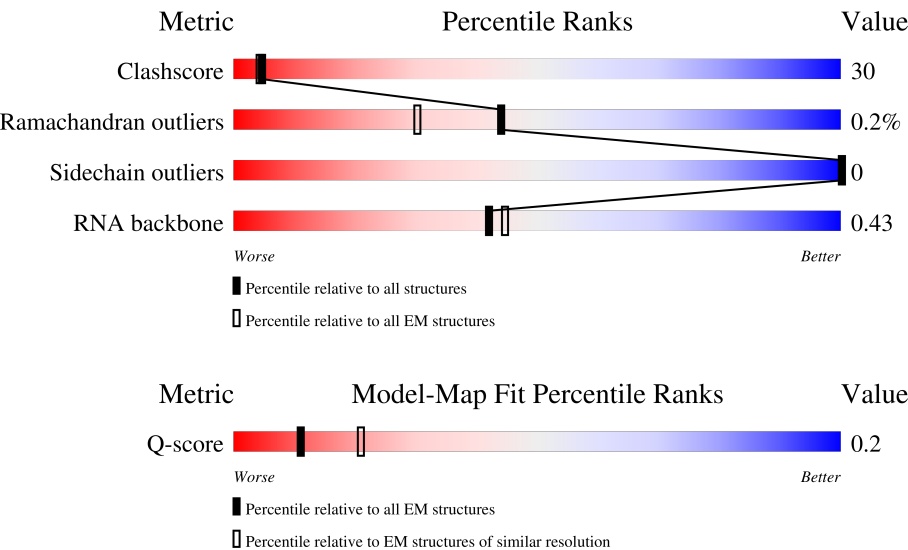 Metric Percentile Ranks Value
Clashscore 30
Ramachandran outliers 0.2%
Sidechain outliers 0
RNA backbone 0.43
Worse Better
Percentile relative to all structures
Percentile relative to all EM structures
Metric Model-Map Fit Percentile Ranks Value
Q-score 0.2
Worse Better
Percentile relative to all EM structures
Percentile relative to EM structures of similar resolution